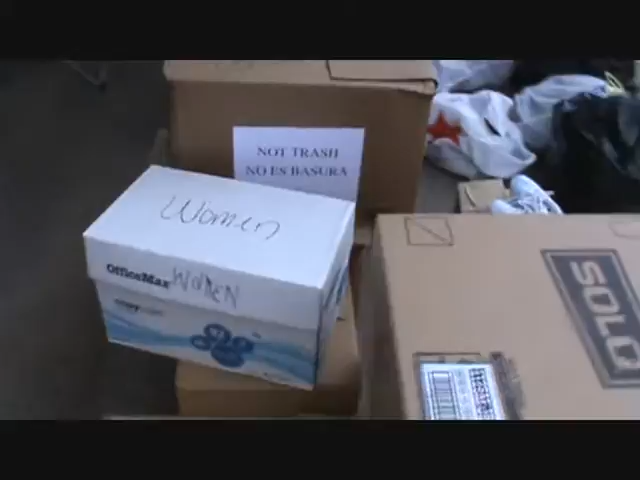 NOT TRASH
NO ES BASURA
Women
OfficeMax WOMEN
SOLO